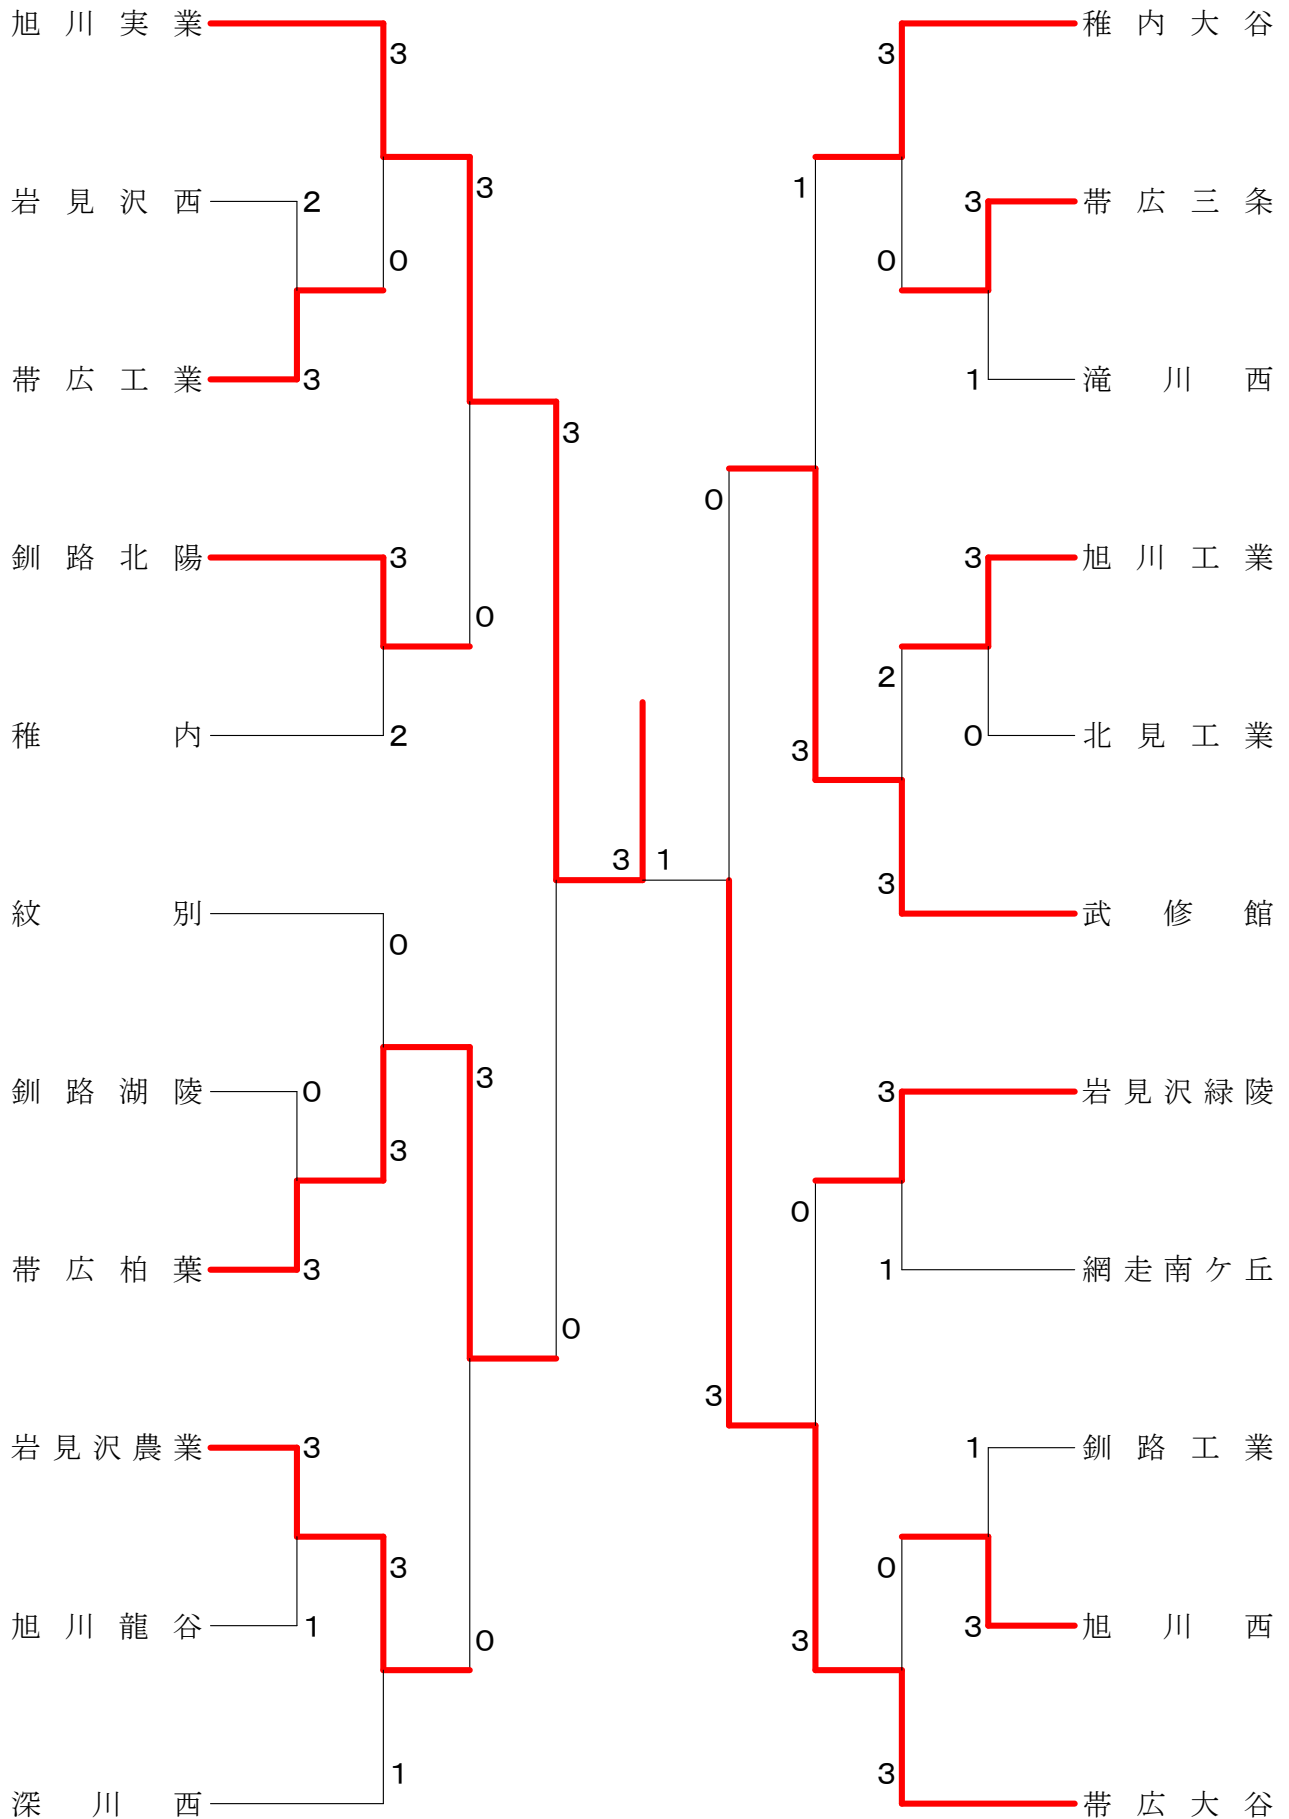 旭川実業
3
3
岩見沢西
2
0
帯広工業
3
3
釧路北陽
3
0
稚内
2
紋別
0
3
釧路湖陵
0
3
帯広柏葉
3
0
岩見沢農業
3
3
旭川龍谷
1
0
深川西
1
3
1
稚内大谷
3
1
帯広三条
3
0
滝川西
1
0
旭川工業
3
2
北見工業
0
3
武修館
3
岩見沢緑陵
3
0
網走南ケ丘
1
3
釧路工業
1
0
旭川西
3
3
帯広大谷
3